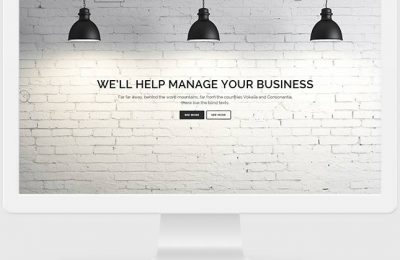 WE'LL HELP MANAGE YOUR BUSINESS
Far far away, behind the word mountains, far from the countries Vokalia and Consonantia,
there live the blind texts.
SEE MORE
SEE MORE